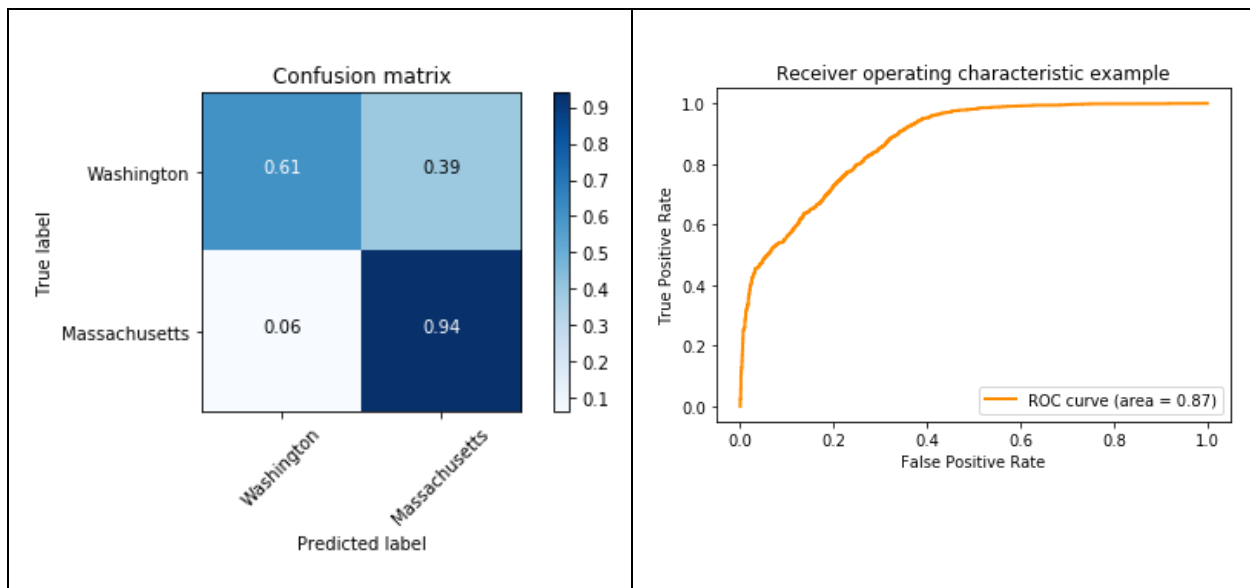 Confusion matrix
True label
Washington
0.61
0.39
Massachusetts
0.06
0.94
Washington
Massachusetts
Predicted label
0.9
0.8
0.7
0.6
0.5
0.4
0.3
0.2
0.1
Receiver operating characteristic example
True Positive Rate
1.0
0.8
0.6
0.4
0.2
0.0
ROC curve (area = 0.87)
0.0
0.2
0.4
0.6
0.8
1.0
False Positive Rate